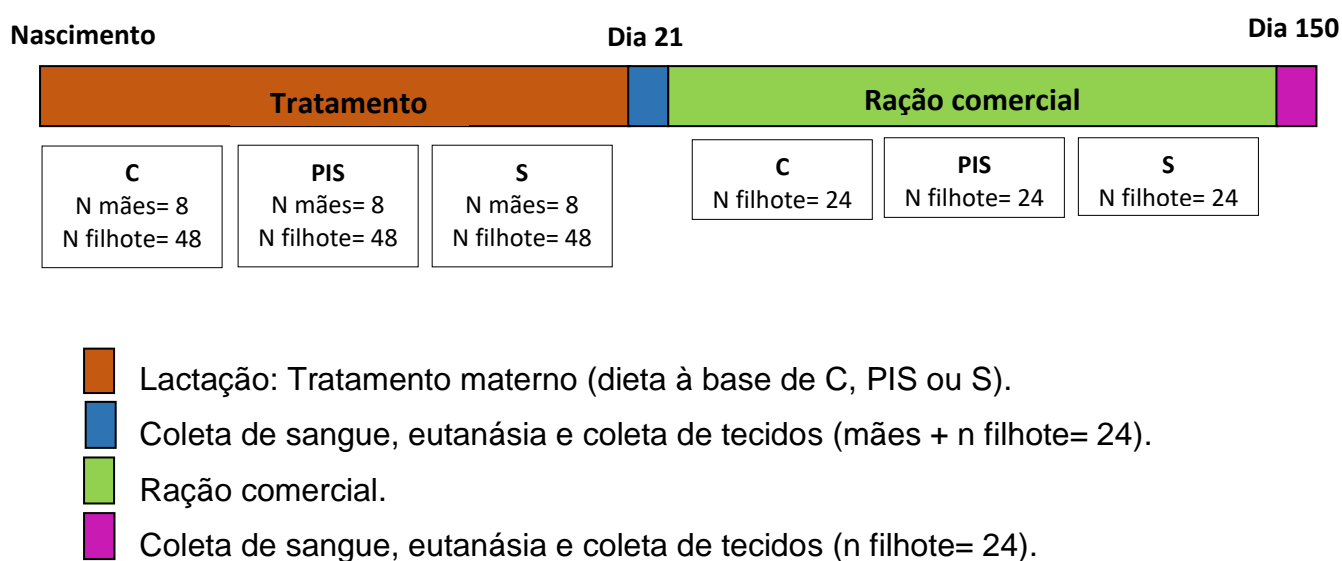 Nascimento
Dia 21
Dia 150
Tratamento
Ração comercial
C
N mães= 8
N filhote= 48
PIS
N mães= 8
N filhote= 48
S
N mães= 8
N filhote= 48
C
N filhote= 24
PIS
N filhote= 24
S
N filhote= 24
Lactação: Tratamento materno (dieta à base de C, PIS ou S).
Coleta de sangue, eutanásia e coleta de tecidos (mães + n filhote= 24).
Ração comercial.
Coleta de sangue, eutanásia e coleta de tecidos (n filhote= 24).